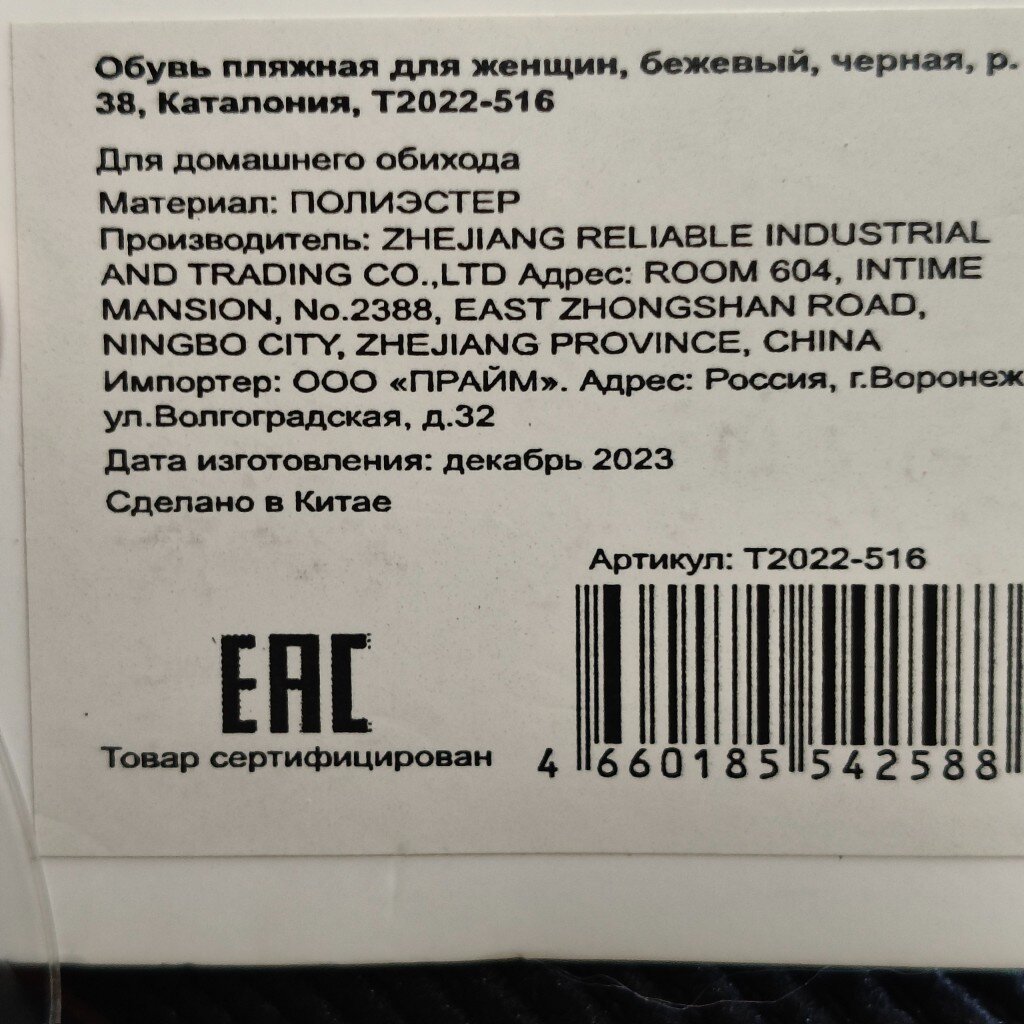 Обувь пляжная для женщин, бежевый, черная, р.
38, Каталония, Т2022-516
Для домашнего обихода
Материал: ПОЛИЭСТЕР
Производитель: ZHEJIANG RELIABLE INDUSTRIAL
AND TRADING CO.,LTD Адрес: ROOM 604, INTIME
MANSION, No.2388, EAST ZHONGSHAN ROAD,
NINGBO CITY, ZHEJIANG PROVINCE, CHINA
Импортер: ООО «ПРАЙМ». Адрес: Россия, г.Воронеж
ул.Волгоградская, д.32
Дата изготовления: декабрь 2023
Сделано в Китае
Артикул: Т2022-516
EAC
Товар сертифицирован
4 660185 542588